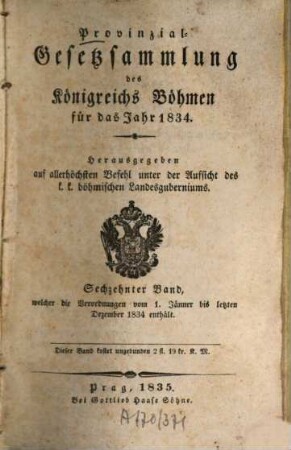 Provinzial-
Gesetzsammlung
des
Königreichs Böhmen
für das Jahr 1834.
Herausgegeben
auf allerhöchsten Befehl unter der Aufsicht des
k. k. böhmischen Landesguberniums.
Sechzehnter Band,
welcher die Verordnungen vom 1. Jänner bis letzten
Dezember 1834 enthält.
Dieser Band kostet ungebunden 2 fl. 19 kr. K. M.
Prag, 1835.
Bei Gottlieb Haase Söhne.
A170/371